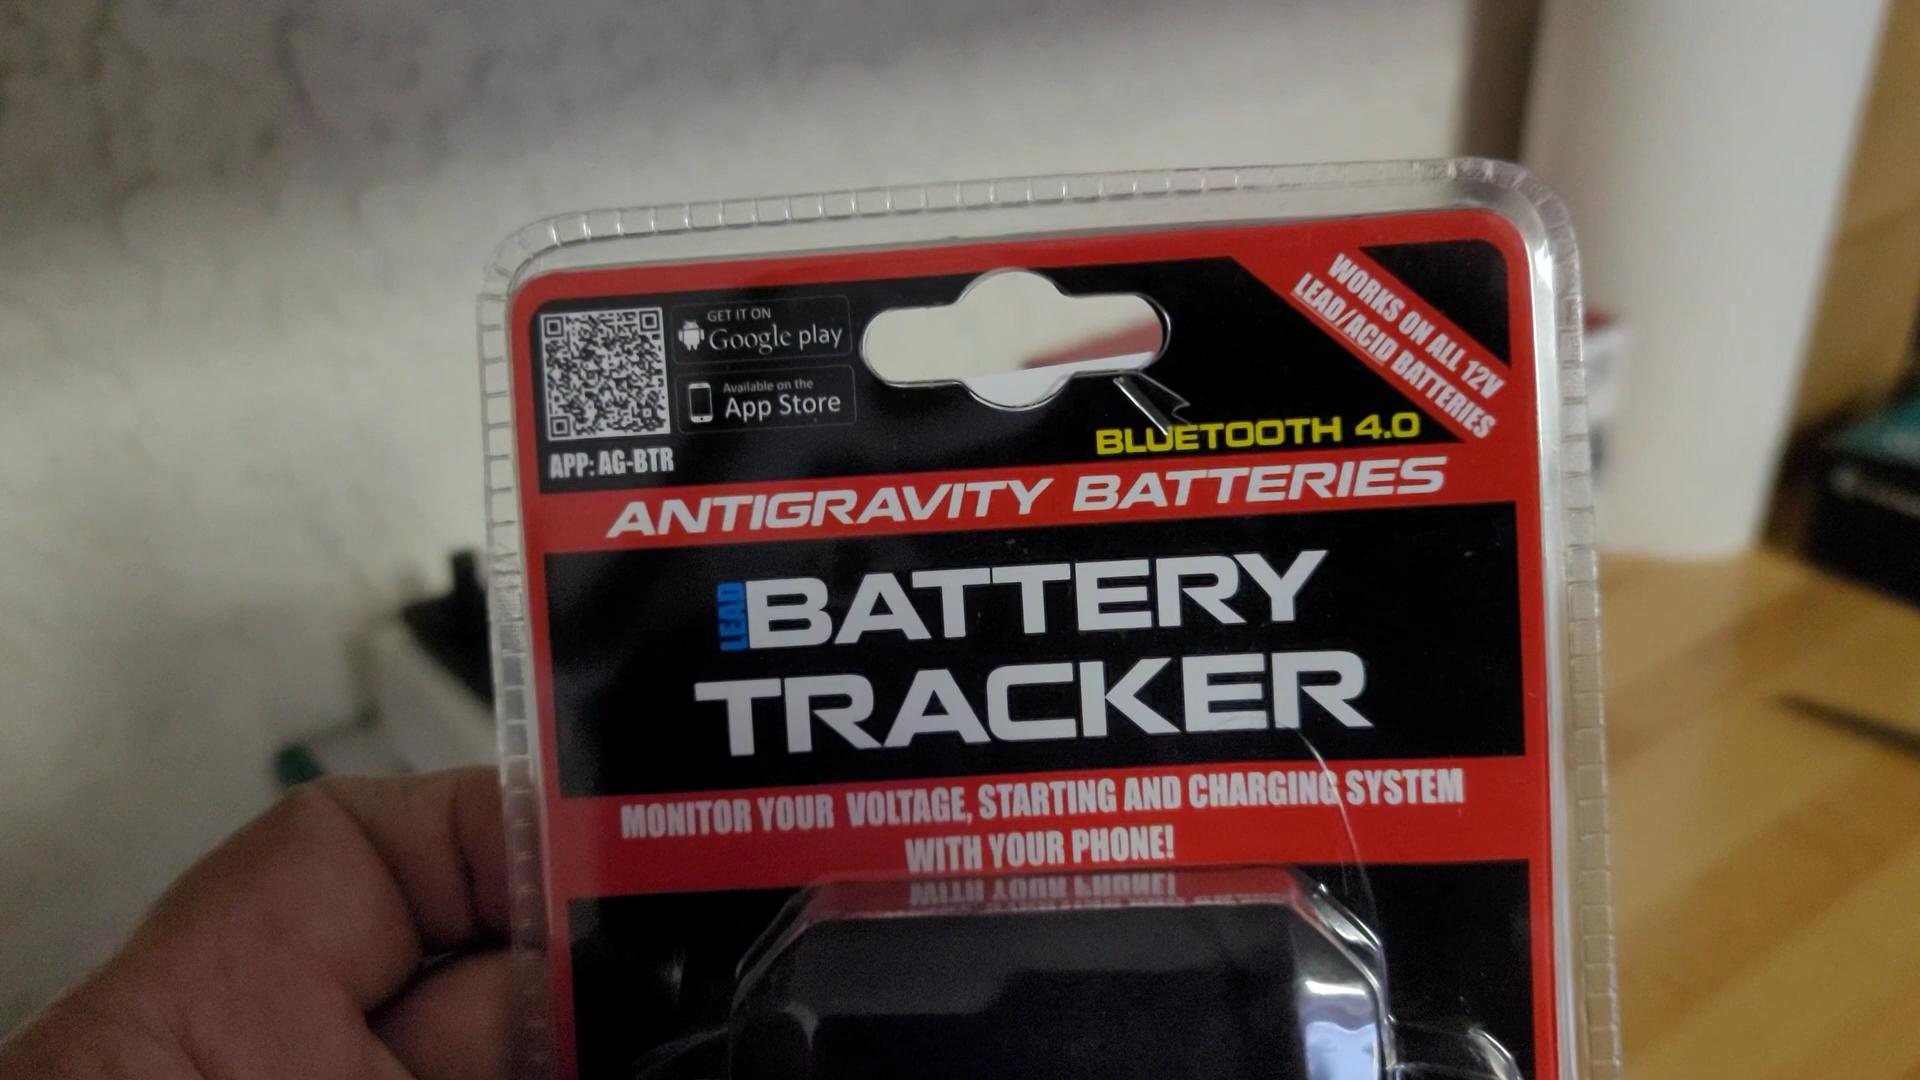 GET IT ON
Google play
Available on the
App Store
APP: AG-BTR
WORKS ON ALL 12V
LEAD/ACID BATTERIES
BLUETOOTH 4.0
ANTIGRAVITY BATTERIES
LEAD BATTERY
TRACKER
MONITOR YOUR VOLTAGE, STARTING AND CHARGING SYSTEM
WITH YOUR PHONE!